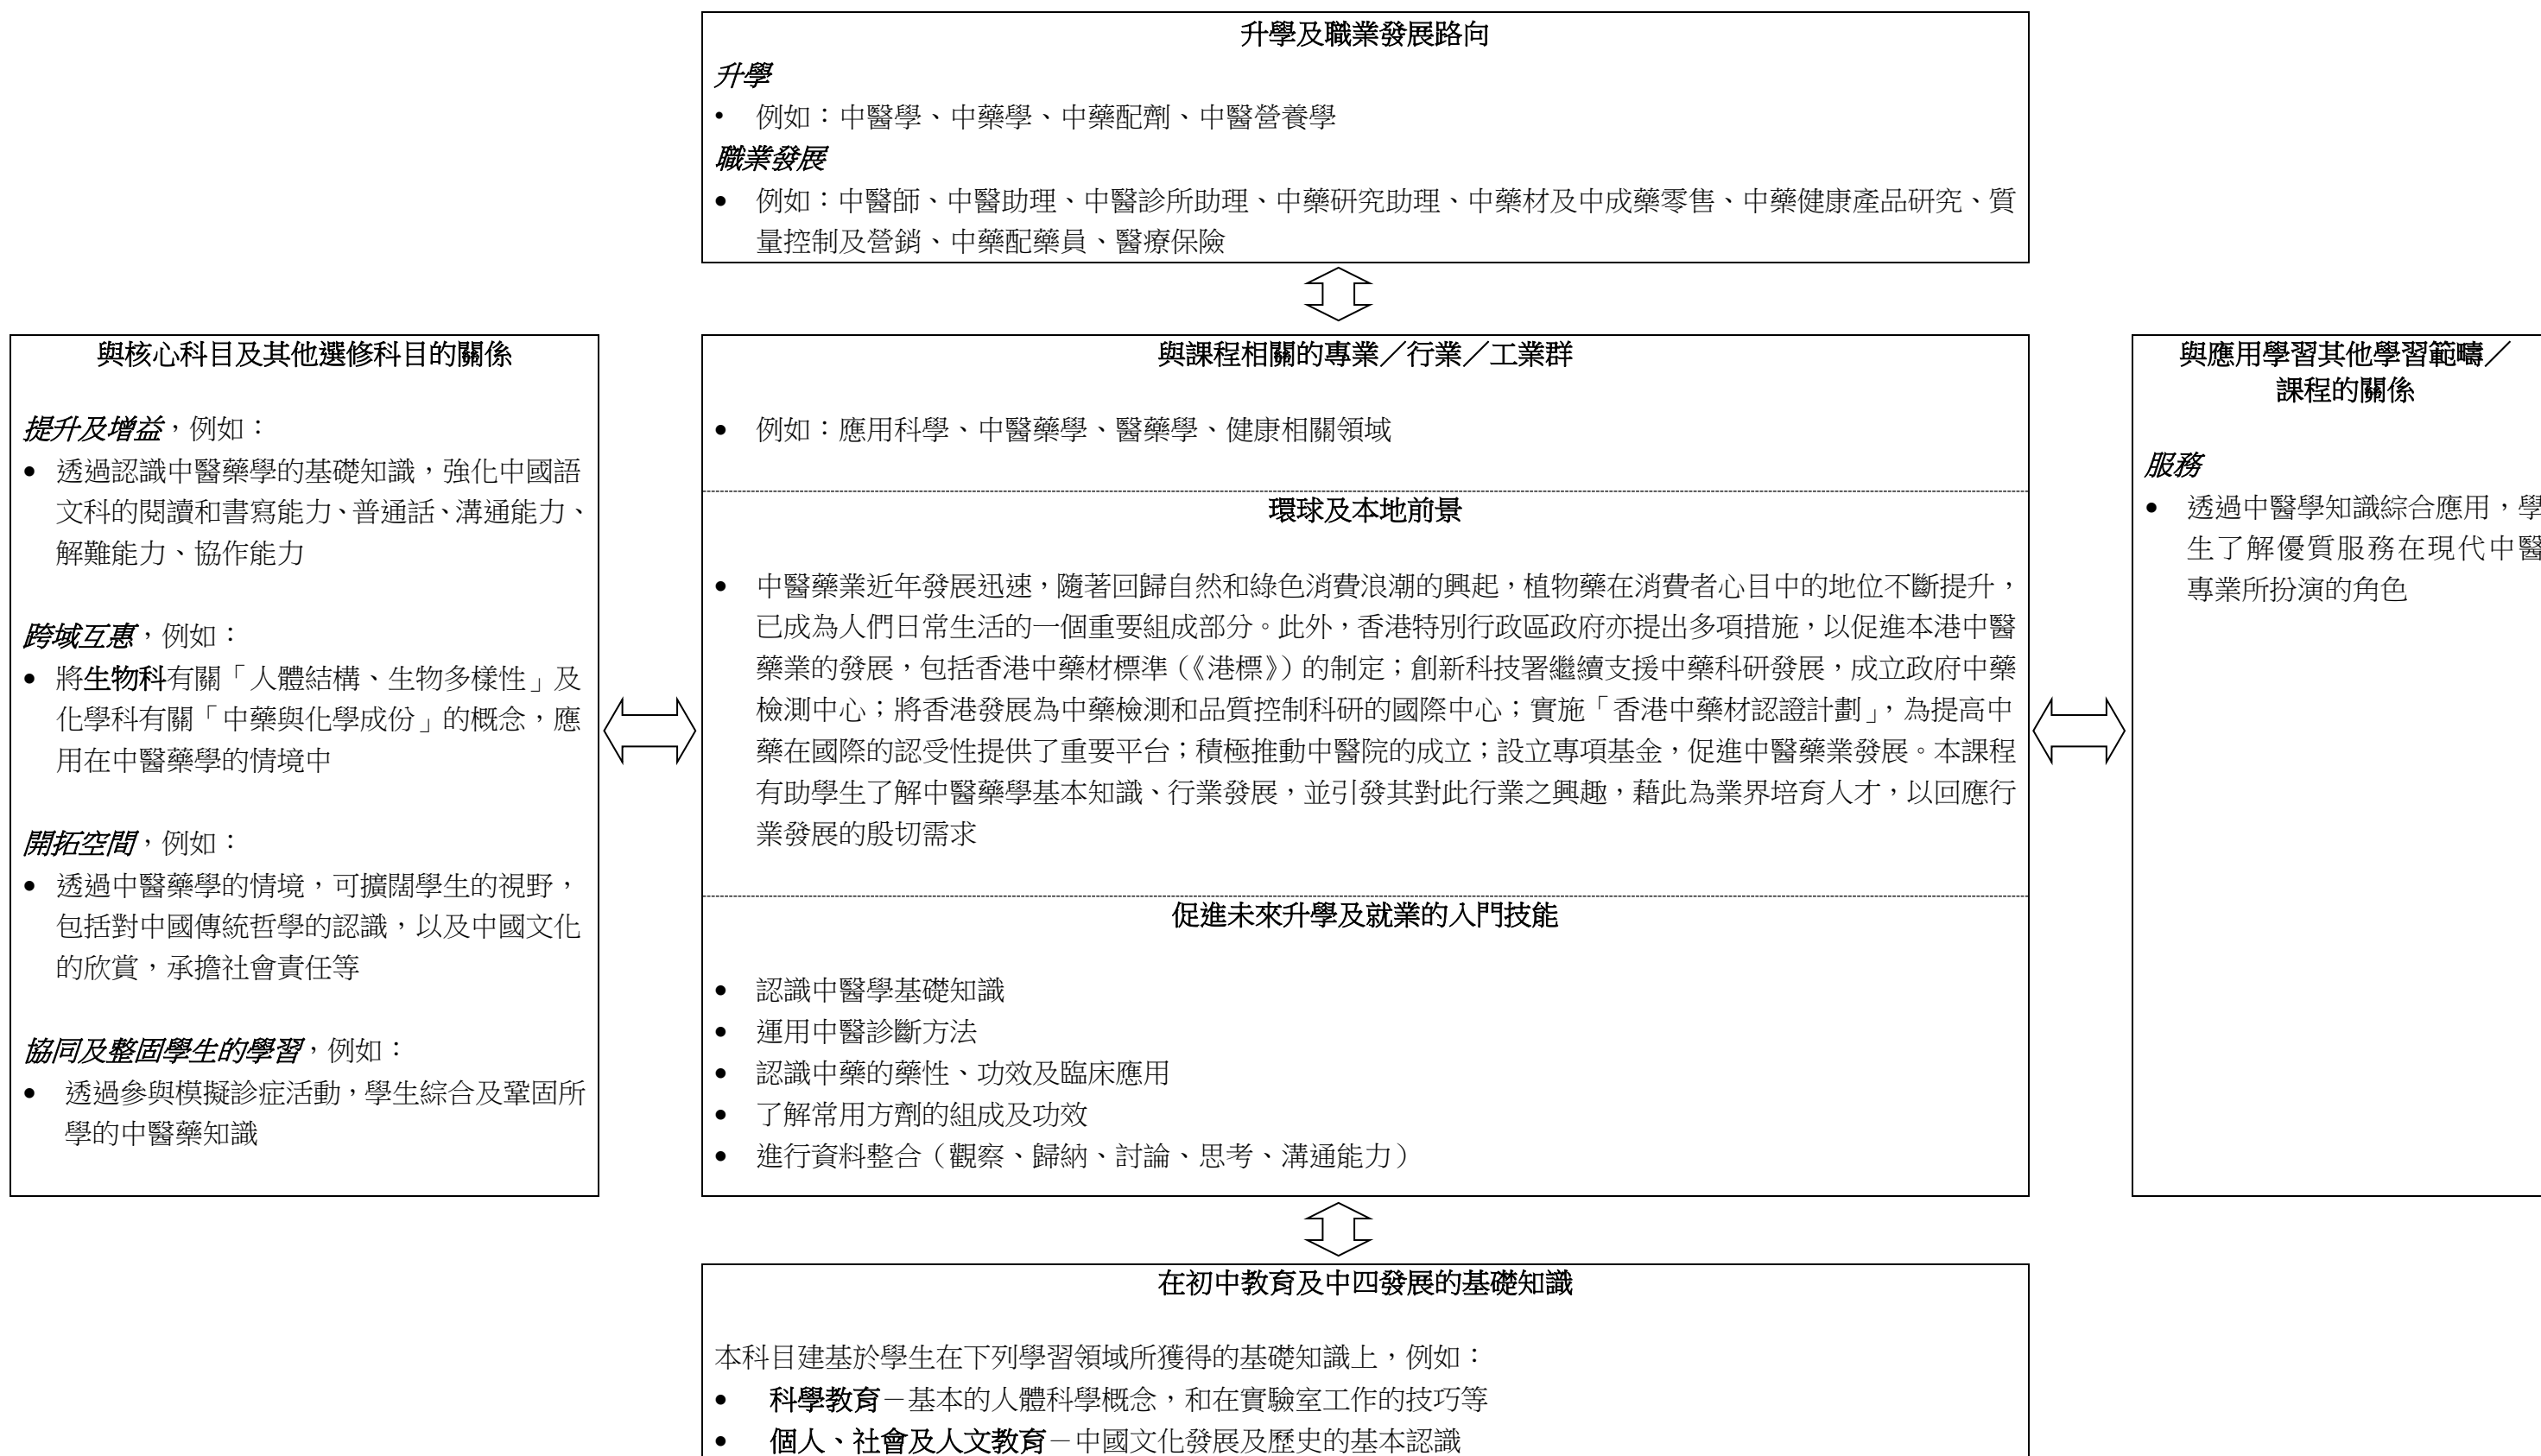 升學及職業發展路向
升學
• 例如：中醫學、中藥學、中藥配劑、中醫營養學
職業發展
• 例如：中醫師、中醫助理、中醫診所助理、中藥研究助理、中藥材及中成藥零售、中藥健康產品研究、質
量控制及營銷、中藥配藥員、醫療保險
與核心科目及其他選修科目的關係
提升及增益，例如：
• 透過認識中醫藥學的基礎知識，強化中國語
文科的閱讀和書寫能力、普通話、溝通能力、
解難能力、協作能力
跨域互惠，例如：
• 將生物科有關「人體結構、生物多樣性」及
化學科有關「中藥與化學成份」的概念，應
用在中醫藥學的情境中
開拓空間，例如：
• 透過中醫藥學的情境，可擴闊學生的視野，
包括對中國傳統哲學的認識，以及中國文化
的欣賞，承擔社會責任等
協同及整固學生的學習，例如：
• 透過參與模擬診症活動，學生綜合及鞏固所
學的中醫藥知識
與課程相關的專業／行業／工業群
• 例如：應用科學、中醫藥學、醫藥學、健康相關領域
環球及本地前景
• 中醫藥業近年發展迅速，隨著回歸自然和綠色消費浪潮的興起，植物藥在消費者心目中的地位不斷提升，
已成為人們日常生活的一個重要組成部分。此外，香港特別行政區政府亦提出多項措施，以促進本港中醫
藥業的發展，包括香港中藥材標準（《港標》）的制定；創新科技署繼續支援中藥科研發展，成立政府中藥
檢測中心；將香港發展為中藥檢測和品質控制科研的國際中心；實施「香港中藥材認證計劃」，為提高中
藥在國際的認受性提供了重要平台；積極推動中醫院的成立；設立專項基金，促進中醫藥業發展。本課程
有助學生了解中醫藥學基本知識、行業發展，並引發其對此行業之興趣，藉此為業界培育人才，以回應行
業發展的殷切需求
促進未來升學及就業的入門技能
• 認識中醫學基礎知識
• 運用中醫診斷方法
• 認識中藥的藥性、功效及臨床應用
• 了解常用方劑的組成及功效
• 進行資料整合（觀察、歸納、討論、思考、溝通能力）
與應用學習其他學習範疇／
課程的關係
服務
• 透過中醫學知識綜合應用，學
生了解優質服務在現代中醫
專業所扮演的角色
在初中教育及中四發展的基礎知識
本科目建基於學生在下列學習領域所獲得的基礎知識上，例如：
• 科學教育－基本的人體科學概念，和在實驗室工作的技巧等
• 個人、社會及人文教育－中國文化發展及歷史的基本認識